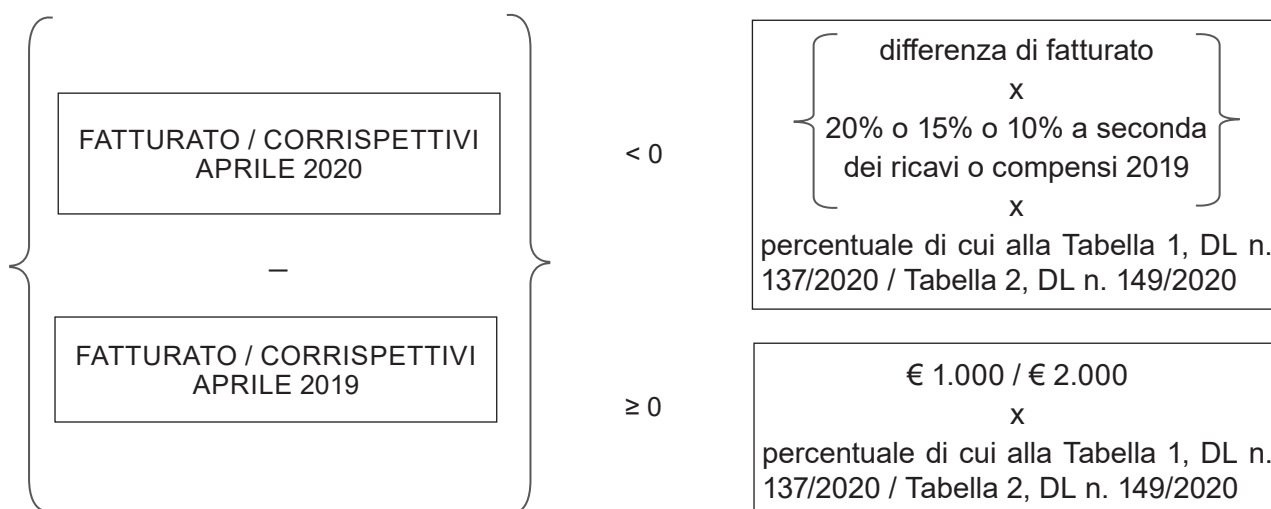 FATTURATO / CORRISPETTIVI
APRILE 2020
–
FATTURATO / CORRISPETTIVI
APRILE 2019
< 0
differenza di fatturato
x
20% o 15% o 10% a seconda
dei ricavi o compensi 2019
x
percentuale di cui alla Tabella 1, DL n.
137/2020 / Tabella 2, DL n. 149/2020
≥ 0
€ 1.000 / € 2.000
x
percentuale di cui alla Tabella 1, DL n.
137/2020 / Tabella 2, DL n. 149/2020